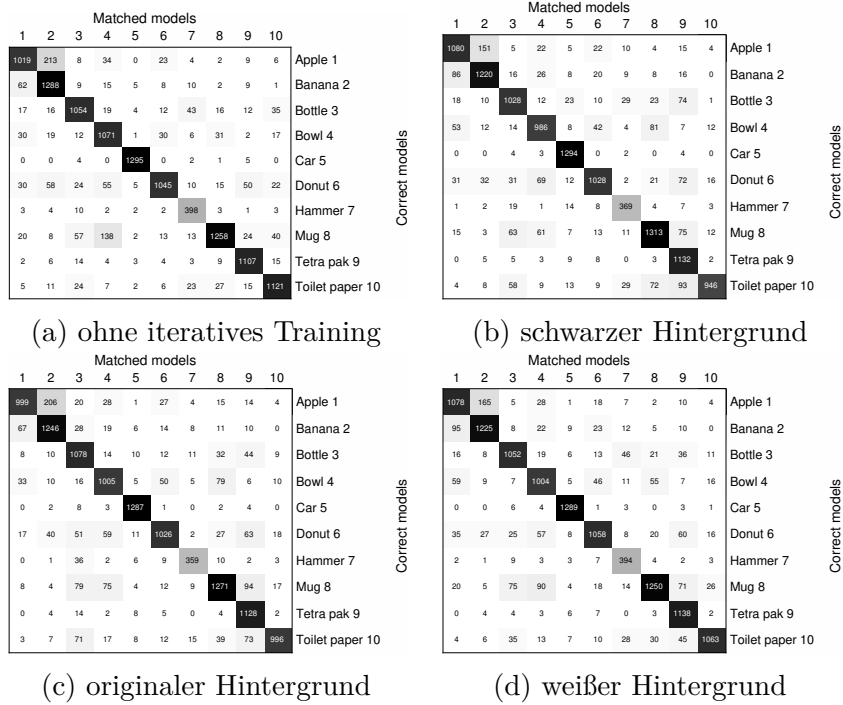 Matched models
1 2 3 4 5 6 7 8 9 10
1019 213 8 34 0 23 4 2 9 6 Apple 1
62 1288 9 15 5 8 10 2 9 1 Banana 2
17 16 1054 19 4 12 43 16 12 35 Bottle 3
30 19 12 1071 1 30 6 31 2 17 Bowl 4
0 0 4 0 1295 0 2 1 5 0 Car 5
30 58 24 55 5 1045 10 15 50 22 Donut 6
3 4 10 2 2 2 398 3 1 3 Hammer 7
20 8 57 138 2 13 13 1258 24 40 Mug 8
2 6 14 4 3 4 3 9 1107 15 Tetra pak 9
5 11 24 7 2 6 23 27 15 1121 Toilet paper 10
Correct models
(a) ohne iteratives Training
Matched models
1 2 3 4 5 6 7 8 9 10
1080 151 5 22 5 22 10 4 15 4 Apple 1
86 1220 16 26 8 20 9 8 16 0 Banana 2
18 10 1028 12 23 10 29 23 74 1 Bottle 3
53 12 14 986 8 42 4 81 7 12 Bowl 4
0 0 4 3 1294 0 2 0 4 0 Car 5
31 32 31 69 12 1028 2 21 72 16 Donut 6
1 2 19 1 14 8 369 4 7 3 Hammer 7
15 3 63 61 7 13 11 1313 75 12 Mug 8
0 5 5 3 9 8 0 3 1132 2 Tetra pak 9
4 8 58 9 13 9 29 72 93 946 Toilet paper 10
Correct models
(b) schwarzer Hintergrund
Matched models
1 2 3 4 5 6 7 8 9 10
999 206 20 28 1 27 4 15 14 4 Apple 1
67 1246 28 19 6 14 8 11 10 0 Banana 2
8 10 1078 14 10 12 11 32 44 9 Bottle 3
33 10 16 1005 5 50 5 79 6 10 Bowl 4
0 2 8 3 1287 1 0 2 4 0 Car 5
17 40 51 59 11 1026 2 27 63 18 Donut 6
0 1 36 2 6 9 359 10 2 3 Hammer 7
8 4 79 75 4 12 5 1271 94 17 Mug 8
0 4 14 2 8 5 0 4 1128 2 Tetra pak 9
3 7 71 17 8 12 15 39 73 996 Toilet paper 10
Correct models
(c) originaler Hintergrund
Matched models
1 2 3 4 5 6 7 8 9 10
1078 165 5 28 1 18 7 2 10 4 Apple 1
95 1225 8 22 9 23 12 5 10 0 Banana 2
16 8 1052 19 6 13 46 21 36 11 Bottle 3
59 9 7 1004 5 46 11 55 7 16 Bowl 4
0 0 6 4 1289 1 3 0 3 1 Car 5
35 27 25 57 8 1058 8 20 60 16 Donut 6
2 1 9 3 3 7 394 4 2 3 Hammer 7
20 5 75 90 4 18 14 1250 71 26 Mug 8
0 4 4 3 6 7 0 3 1138 2 Tetra pak 9
4 6 35 13 7 10 28 30 45 1063 Toilet paper 10
Correct models
(d) weißer Hintergrund